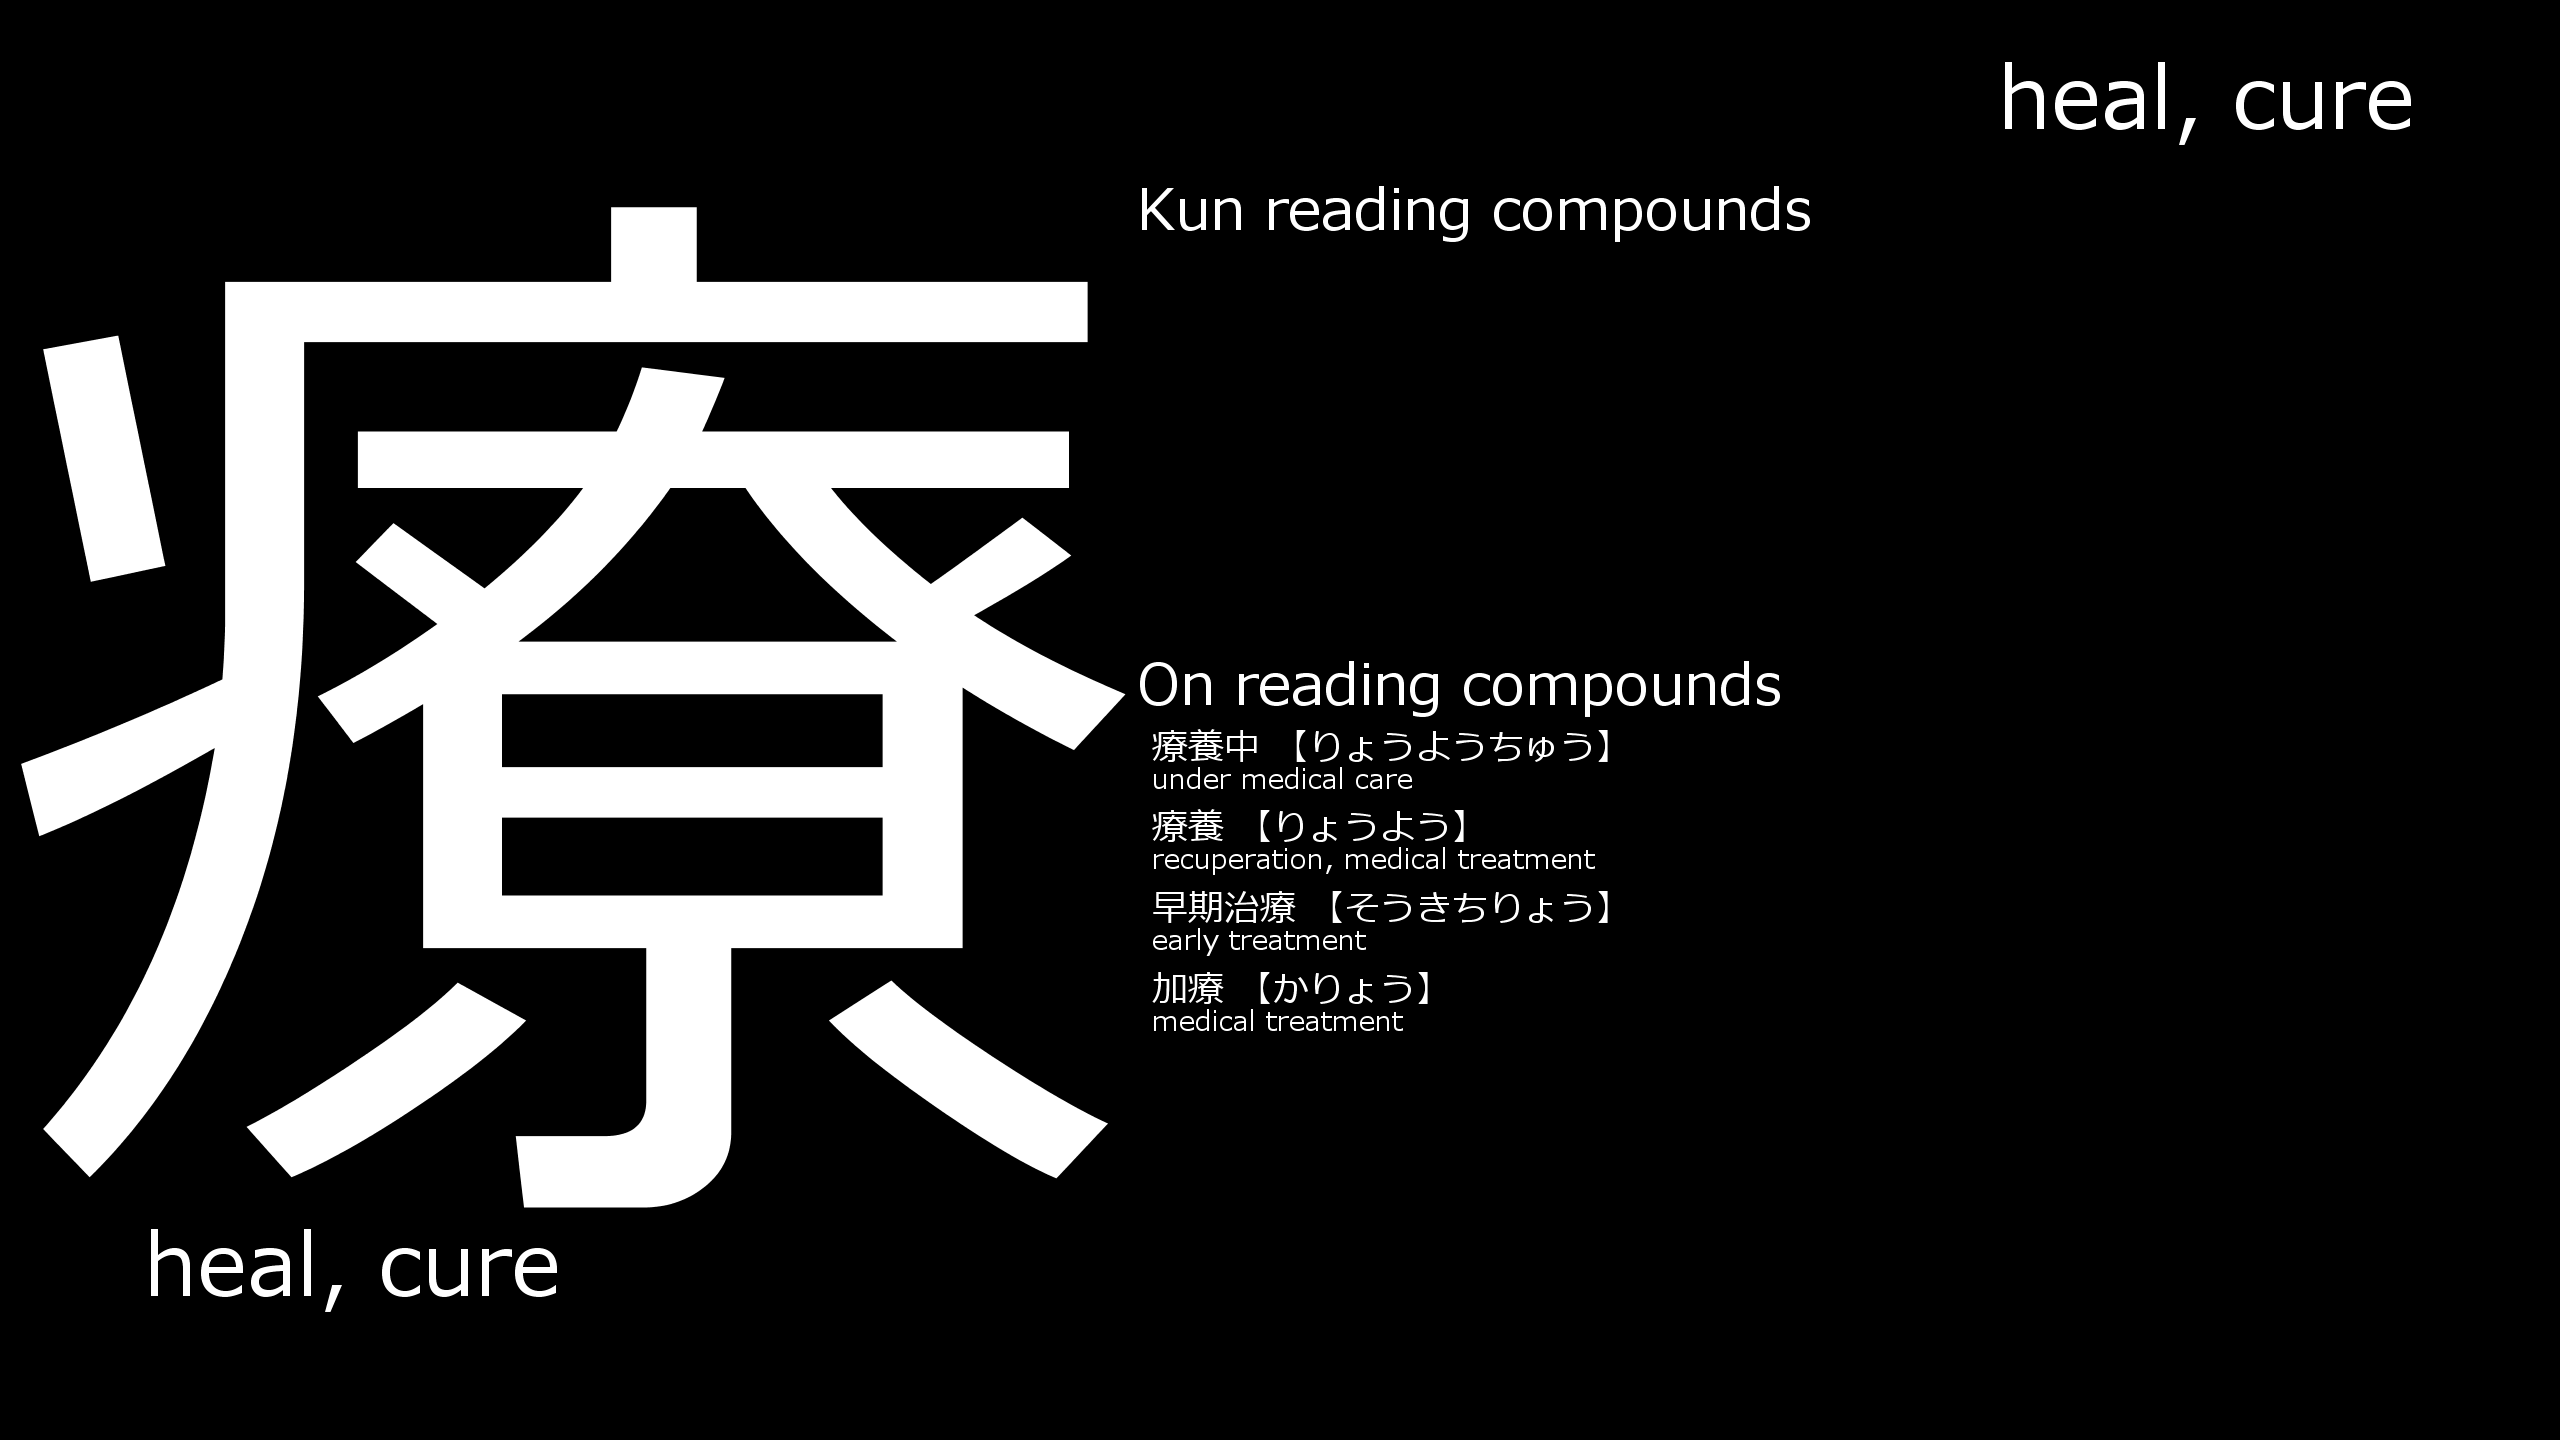 heal, cure
療
heal, cure
Kun reading compounds
On reading compounds
療養中 【りょうようちゅう】
under medical care
療養 【りょうよう】
recuperation, medical treatment
早期治療 【そうきちりょう】
early treatment
加療 【かりょう】
medical treatment